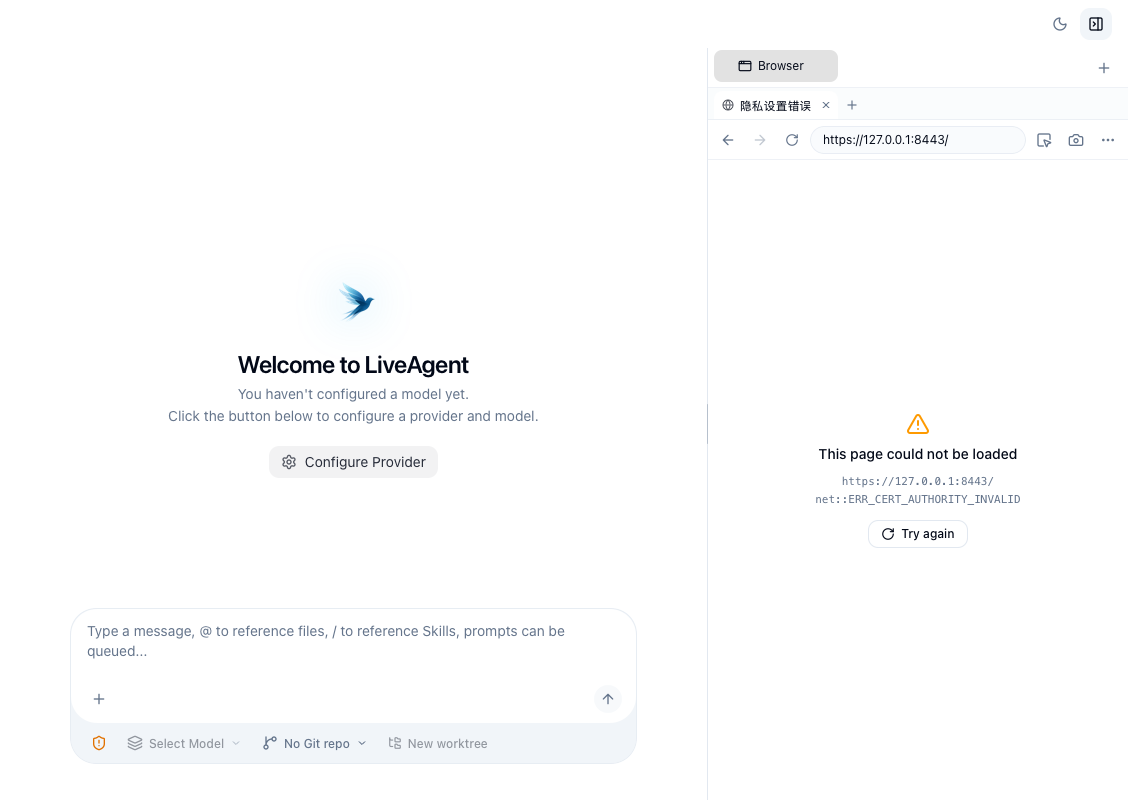 Browser
隐私设置错误
https://127.0.0.1:8443/
Welcome to LiveAgent
You haven't configured a model yet.
Click the button below to configure a provider and model.
Configure Provider
This page could not be loaded
https://127.0.0.1:8443/
net::ERR_CERT_AUTHORITY_INVALID
Try again
Type a message, @ to reference files, / to reference Skills, prompts can be
queued...
Select Model
No Git repo
New worktree